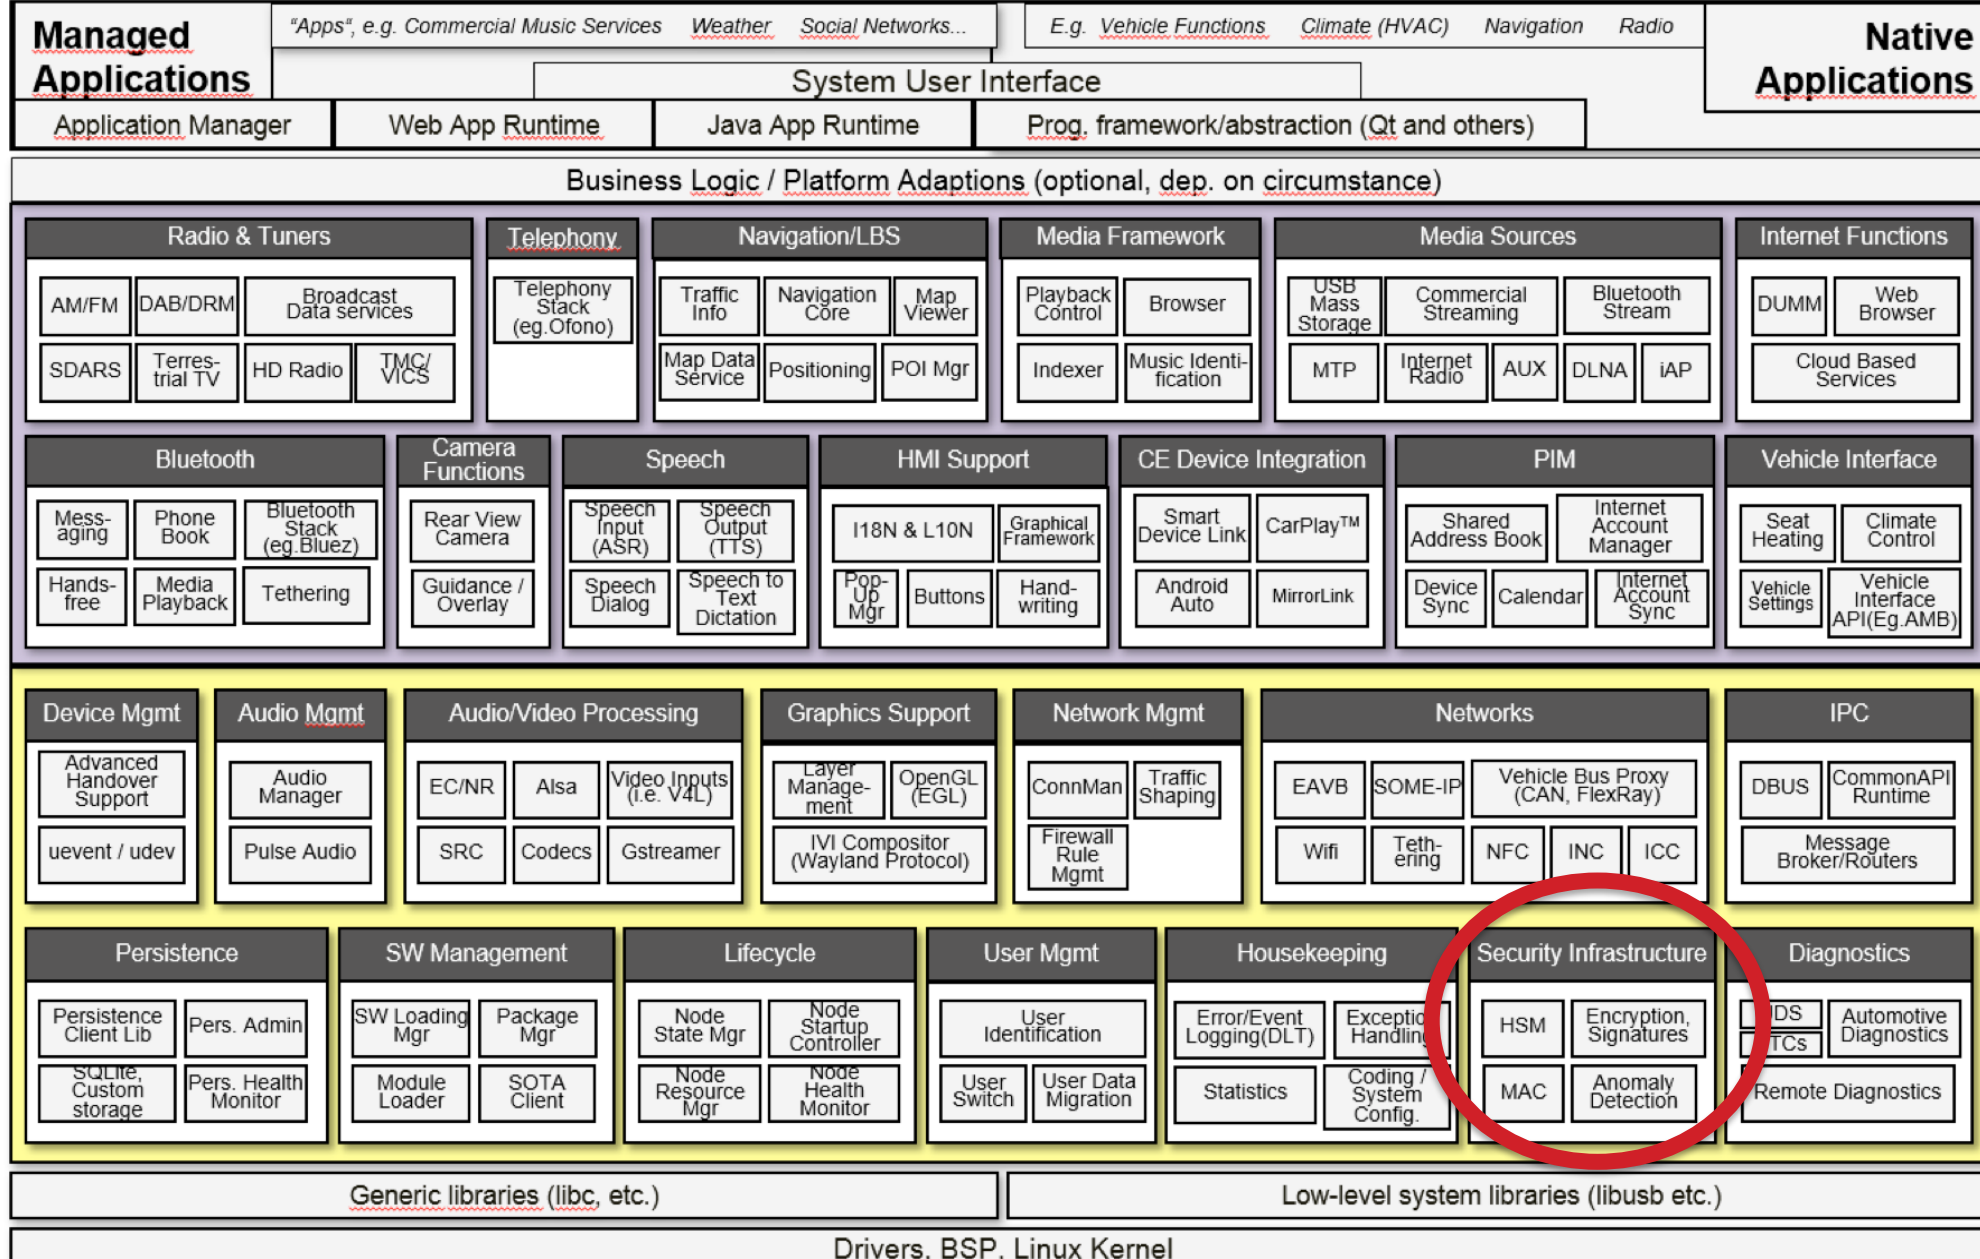 Managed
Applications
“Apps“, e.g. Commercial Music Services Weather Social Networks...
E.g. Vehicle Functions Climate (HVAC) Navigation Radio
Native
Applications
System User Interface
Application Manager
Web App Runtime
Java App Runtime
Prog. framework/abstraction (Qt and others)
Business Logic / Platform Adaptions (optional, dep. on circumstance)
Radio & Tuners
AM/FM
DAB/DRM
Broadcast
Data services
SDARS
Terres-
trial TV
HD Radio
TMC/
VICS
Telephony
Telephony
Stack
(eg.Ofono)
Navigation/LBS
Traffic
Info
Navigation
Core
Map
Viewer
Map Data
Service
Positioning
POI Mgr
Media Framework
Playback
Control
Browser
Indexer
Music Identi-
fication
Media Sources
USB
Mass
Storage
Commercial
Streaming
Bluetooth
Stream
MTP
Internet
Radio
AUX
DLNA
iAP
Internet Functions
DUMM
Web
Browser
Cloud Based
Services
Bluetooth
Mess-
aging
Phone
Book
Bluetooth
Stack
(eg.Bluez)
Hands-
free
Media
Playback
Tethering
Camera
Functions
Rear View
Camera
Guidance /
Overlay
Speech
Speech
Input
(ASR)
Speech
Output
(TTS)
Speech
Dialog
Speech to
Text
Dictation
HMI Support
I18N & L10N
Graphical
Framework
Pop-
Up
Mgr
Buttons
Hand-
writing
CE Device Integration
Smart
Device Link
CarPlay™
Android
Auto
MirrorLink
PIM
Shared
Address Book
Internet
Account
Manager
Device
Sync
Calendar
Internet
Account
Sync
Vehicle Interface
Seat
Heating
Climate
Control
Vehicle
Settings
Vehicle
Interface
API(Eg.AMB)
Device Mgmt
Advanced
Handover
Support
uevent / udev
Audio Mgmt
Audio
Manager
Pulse Audio
Audio/Video Processing
EC/NR
Alsa
Video Inputs
(i.e. V4L)
SRC
Codecs
Gstreamer
Graphics Support
Layer
Manage-
ment
OpenGL
(EGL)
IVI Compositor
(Wayland Protocol)
Network Mgmt
ConnMan
Traffic
Shaping
Firewall
Rule
Mgmt
Networks
EAVB
SOME-IP
Vehicle Bus Proxy
(CAN, FlexRay)
Wifi
Teth-
ering
NFC
INC
ICC
IPC
DBUS
CommonAPI
Runtime
Message
Broker/Routers
Persistence
Persistence
Client Lib
Pers. Admin
SQLite,
Custom
storage
Pers. Health
Monitor
SW Management
SW Loading
Mgr
Package
Mgr
Module
Loader
SOTA
Client
Lifecycle
Node
State Mgr
Node
Startup
Controller
Node
Resource
Mgr
Node
Health
Monitor
User Mgmt
User
Identification
User
Switch
User Data
Migration
Housekeeping
Error/Event
Logging(DLT)
Exception
Handling
Statistics
Coding /
System
Config.
Security Infrastructure
HSM
Encryption,
Signatures
MAC
Anomaly
Detection
Diagnostics
Automotive
Diagnostics
Remote Diagnostics
Generic libraries (libc, etc.)
Low-level system libraries (libusb etc.)
Drivers, BSP, Linux Kernel